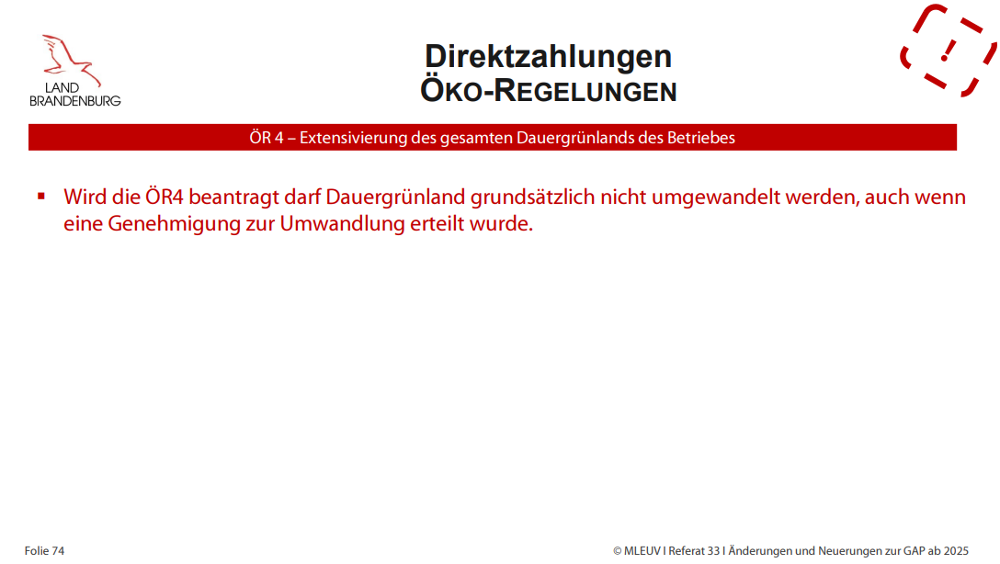 LAND
BRANDENBURG
Direktzahlungen
ÖKO-REGELUNGEN
!
ÖR 4 – Extensivierung des gesamten Dauergrünlands des Betriebes
▪ Wird die ÖR4 beantragt darf Dauergrünland grundsätzlich nicht umgewandelt werden, auch wenn
eine Genehmigung zur Umwandlung erteilt wurde.
Folie 74
© MLEUV I Referat 33 I Änderungen und Neuerungen zur GAP ab 2025